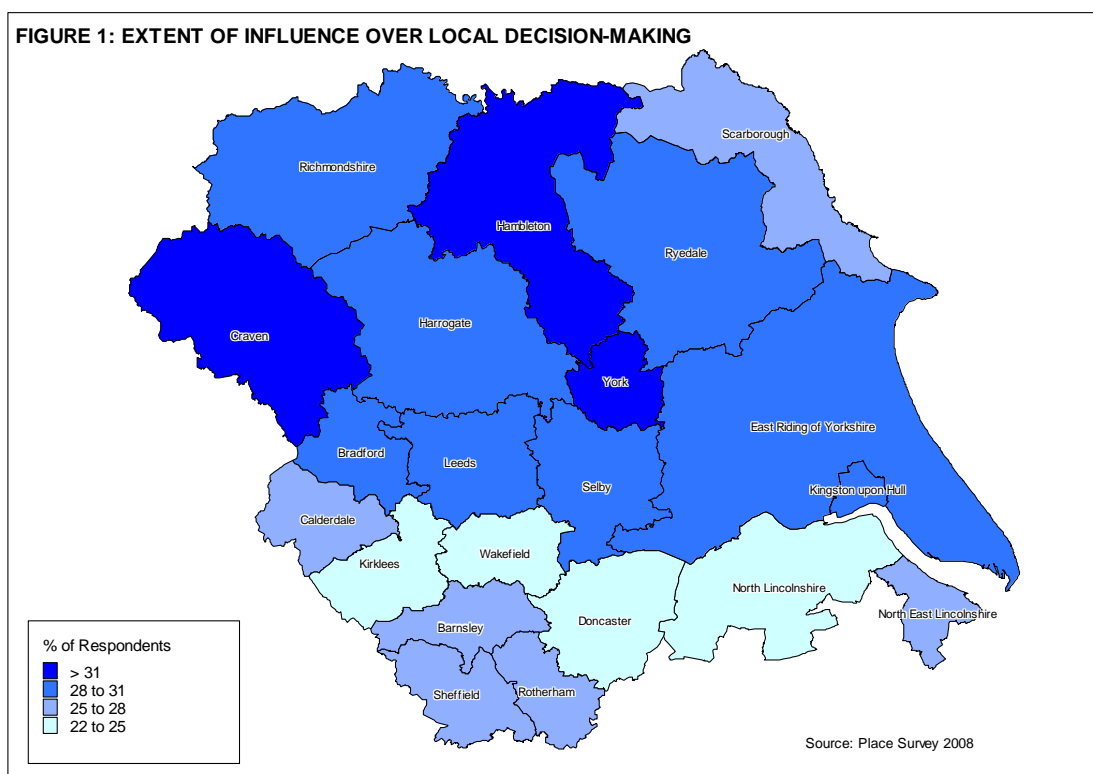 FIGURE 1: EXTENT OF INFLUENCE OVER LOCAL DECISION-MAKING
Scarborough
Richmondshire
Hambleton
Ryedale
Harrogate
Craven
York
East Riding of Yorkshire
Bradford
Leeds
Selby
Kingston upon Hull
Calderdale
Wakefield
Kirklees
North Lincolnshire
North East Lincolnshire
Doncaster
Barnsley
Sheffield
Rotherham
% of Respondents
> 31
28 to 31
25 to 28
22 to 25
Source: Place Survey 2008